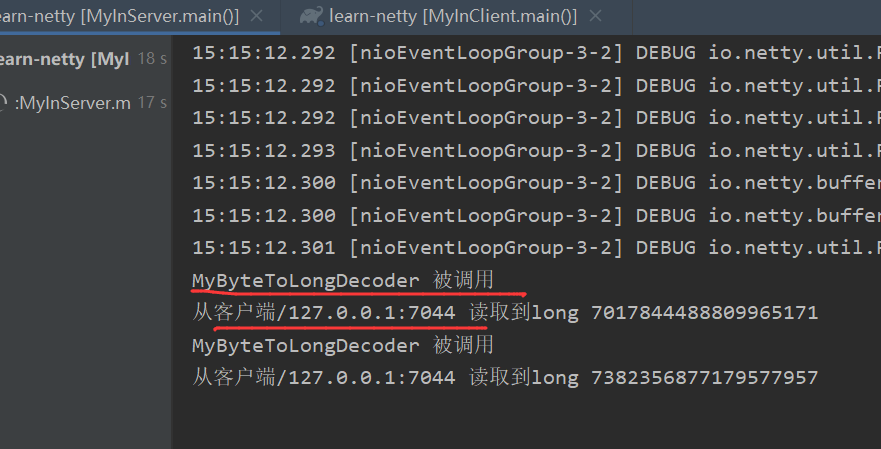 earn-netty [MyInServer.main()]
learn-netty [MyInClient.main()]
earn-netty [MyI 18 s
:MyInServer.m 17 s
15:15:12.292 [nioEventLoopGroup-3-2] DEBUG io.netty.util.R
15:15:12.292 [nioEventLoopGroup-3-2] DEBUG io.netty.util.R
15:15:12.292 [nioEventLoopGroup-3-2] DEBUG io.netty.util.R
15:15:12.293 [nioEventLoopGroup-3-2] DEBUG io.netty.util.R
15:15:12.300 [nioEventLoopGroup-3-2] DEBUG io.netty.buffer
15:15:12.300 [nioEventLoopGroup-3-2] DEBUG io.netty.buffer
15:15:12.301 [nioEventLoopGroup-3-2] DEBUG io.netty.util.R
MyByteToLongDecoder 被调用
从客户端/127.0.0.1:7044 读取到long 7017844488809965171
MyByteToLongDecoder 被调用
从客户端/127.0.0.1:7044 读取到long 7382356877179577957